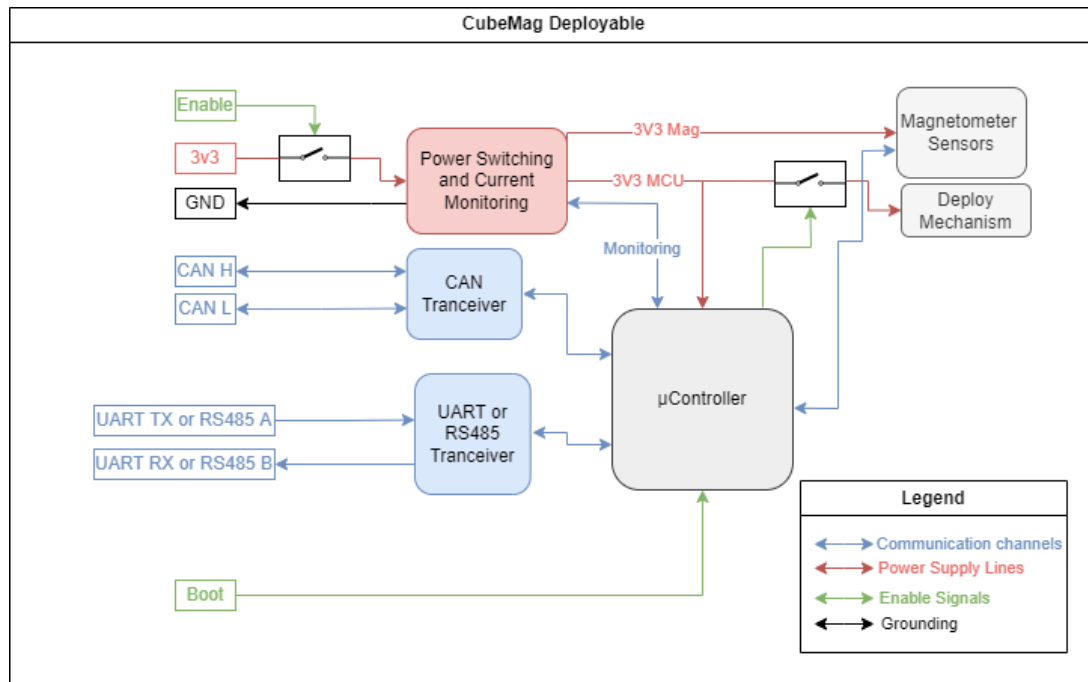 CubeMag Deployable
Enable
3v3
GND
Power Switching
and Current
Monitoring
3V3 Mag
3V3 MCU
Monitoring
Magnetometer
Sensors
Deploy
Mechanism
CAN H
CAN L
CAN
Tranceiver
µController
UART TX or RS485 A
UART RX or RS485 B
UART or
RS485
Tranceiver
Boot
Legend
Communication channels
Power Supply Lines
Enable Signals
Grounding